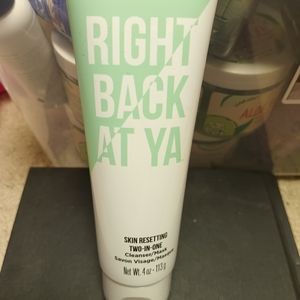 RIGHT
BACK
AT YA
SKIN RESETTING
TWO-IN-ONE
Cleanser/Mask
Savon Visage/Masque
Net Wt. 4 oz - 113 g
ALOE